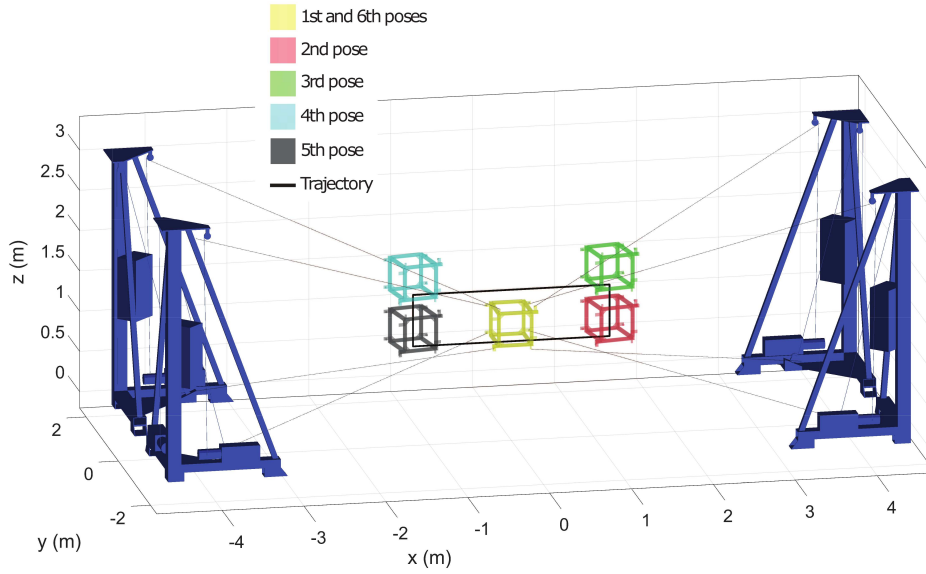 1st and 6th poses
2nd pose
3rd pose
4th pose
5th pose
Trajectory
3
2.5
2
1.5
1
0.5
0
z (m)
2
0
-2
y (m)
-4
-3
-2
-1
0
1
2
3
4
x (m)